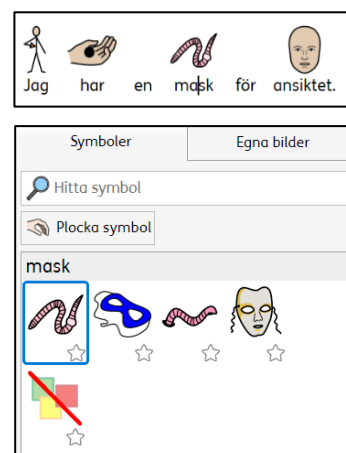 Jag har en mask för ansiktet.
Symboler Egna bilder
Hitta symbol
Plocka symbol
mask